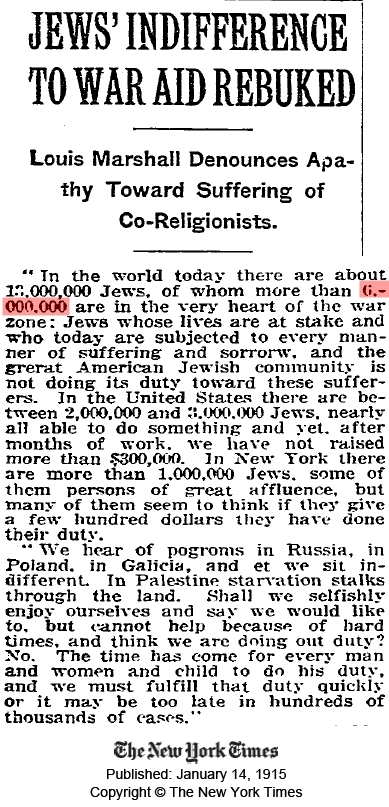 JEWS' INDIFFERENCE
TO WAR AID REBUKED
Louis Marshall Denounces Apa-
thy Toward Suffering of
Co-Religionists.
"In the world today there are about
13,000,000 Jews, of whom more than 6,-
000,000 are in the very heart of the war
zone; Jews whose lives are at stake and
who today are subjected to every man-
ner of suffering and sorrorw, and the
grerat American Jewish community is
not doing its duty toward these suffer-
ers. In the United States there are be-
tween 2,000,000 and 3,000,000 Jews, nearly
all able to do something and yet, after
months of work, we have not raised
more than $300,000. In New York there
are more than 1,000,000 Jews, some of
them persons of great affluence, but
many of them seem to think if they give
a few hundred dollars they have done
their duty.
"We hear of pogroms in Russia, in
Poland, in Galicia, and et we sit in-
different. In Palestine starvation stalks
through the land. Shall we selfishly
enjoy ourselves and say we would like
to, but cannot help because of hard
times, and think we are doing out duty?
No. The time has come for every man
and women and child to do his duty,
and we must fulfill that duty quickly
or it may be too late in hundreds of
thousands of cases."
The New York Times
Published: January 14, 1915
Copyright © The New York Times